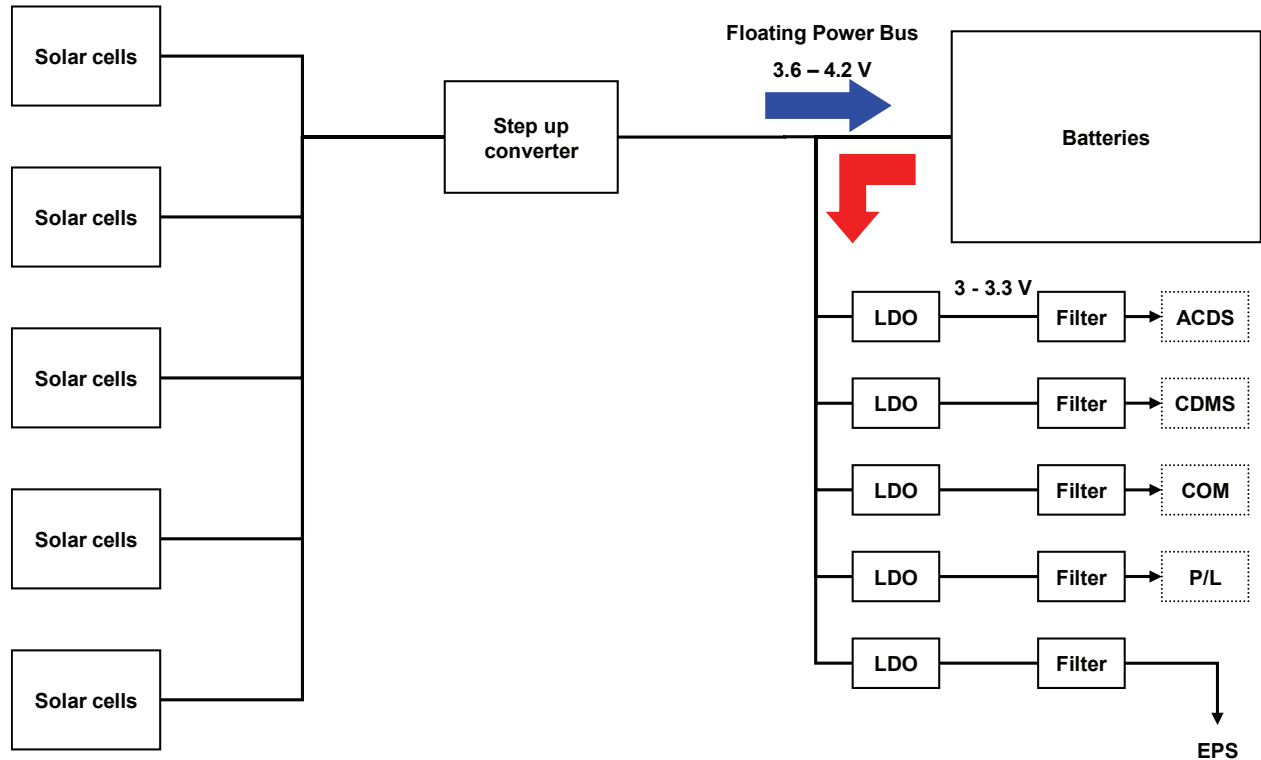 Solar cells
Solar cells
Solar cells
Solar cells
Solar cells
Step up
converter
Floating Power Bus
3.6 – 4.2 V
Batteries
3 - 3.3 V
LDO
Filter
ACDS
LDO
Filter
CDMS
LDO
Filter
COM
LDO
Filter
P/L
LDO
Filter
EPS